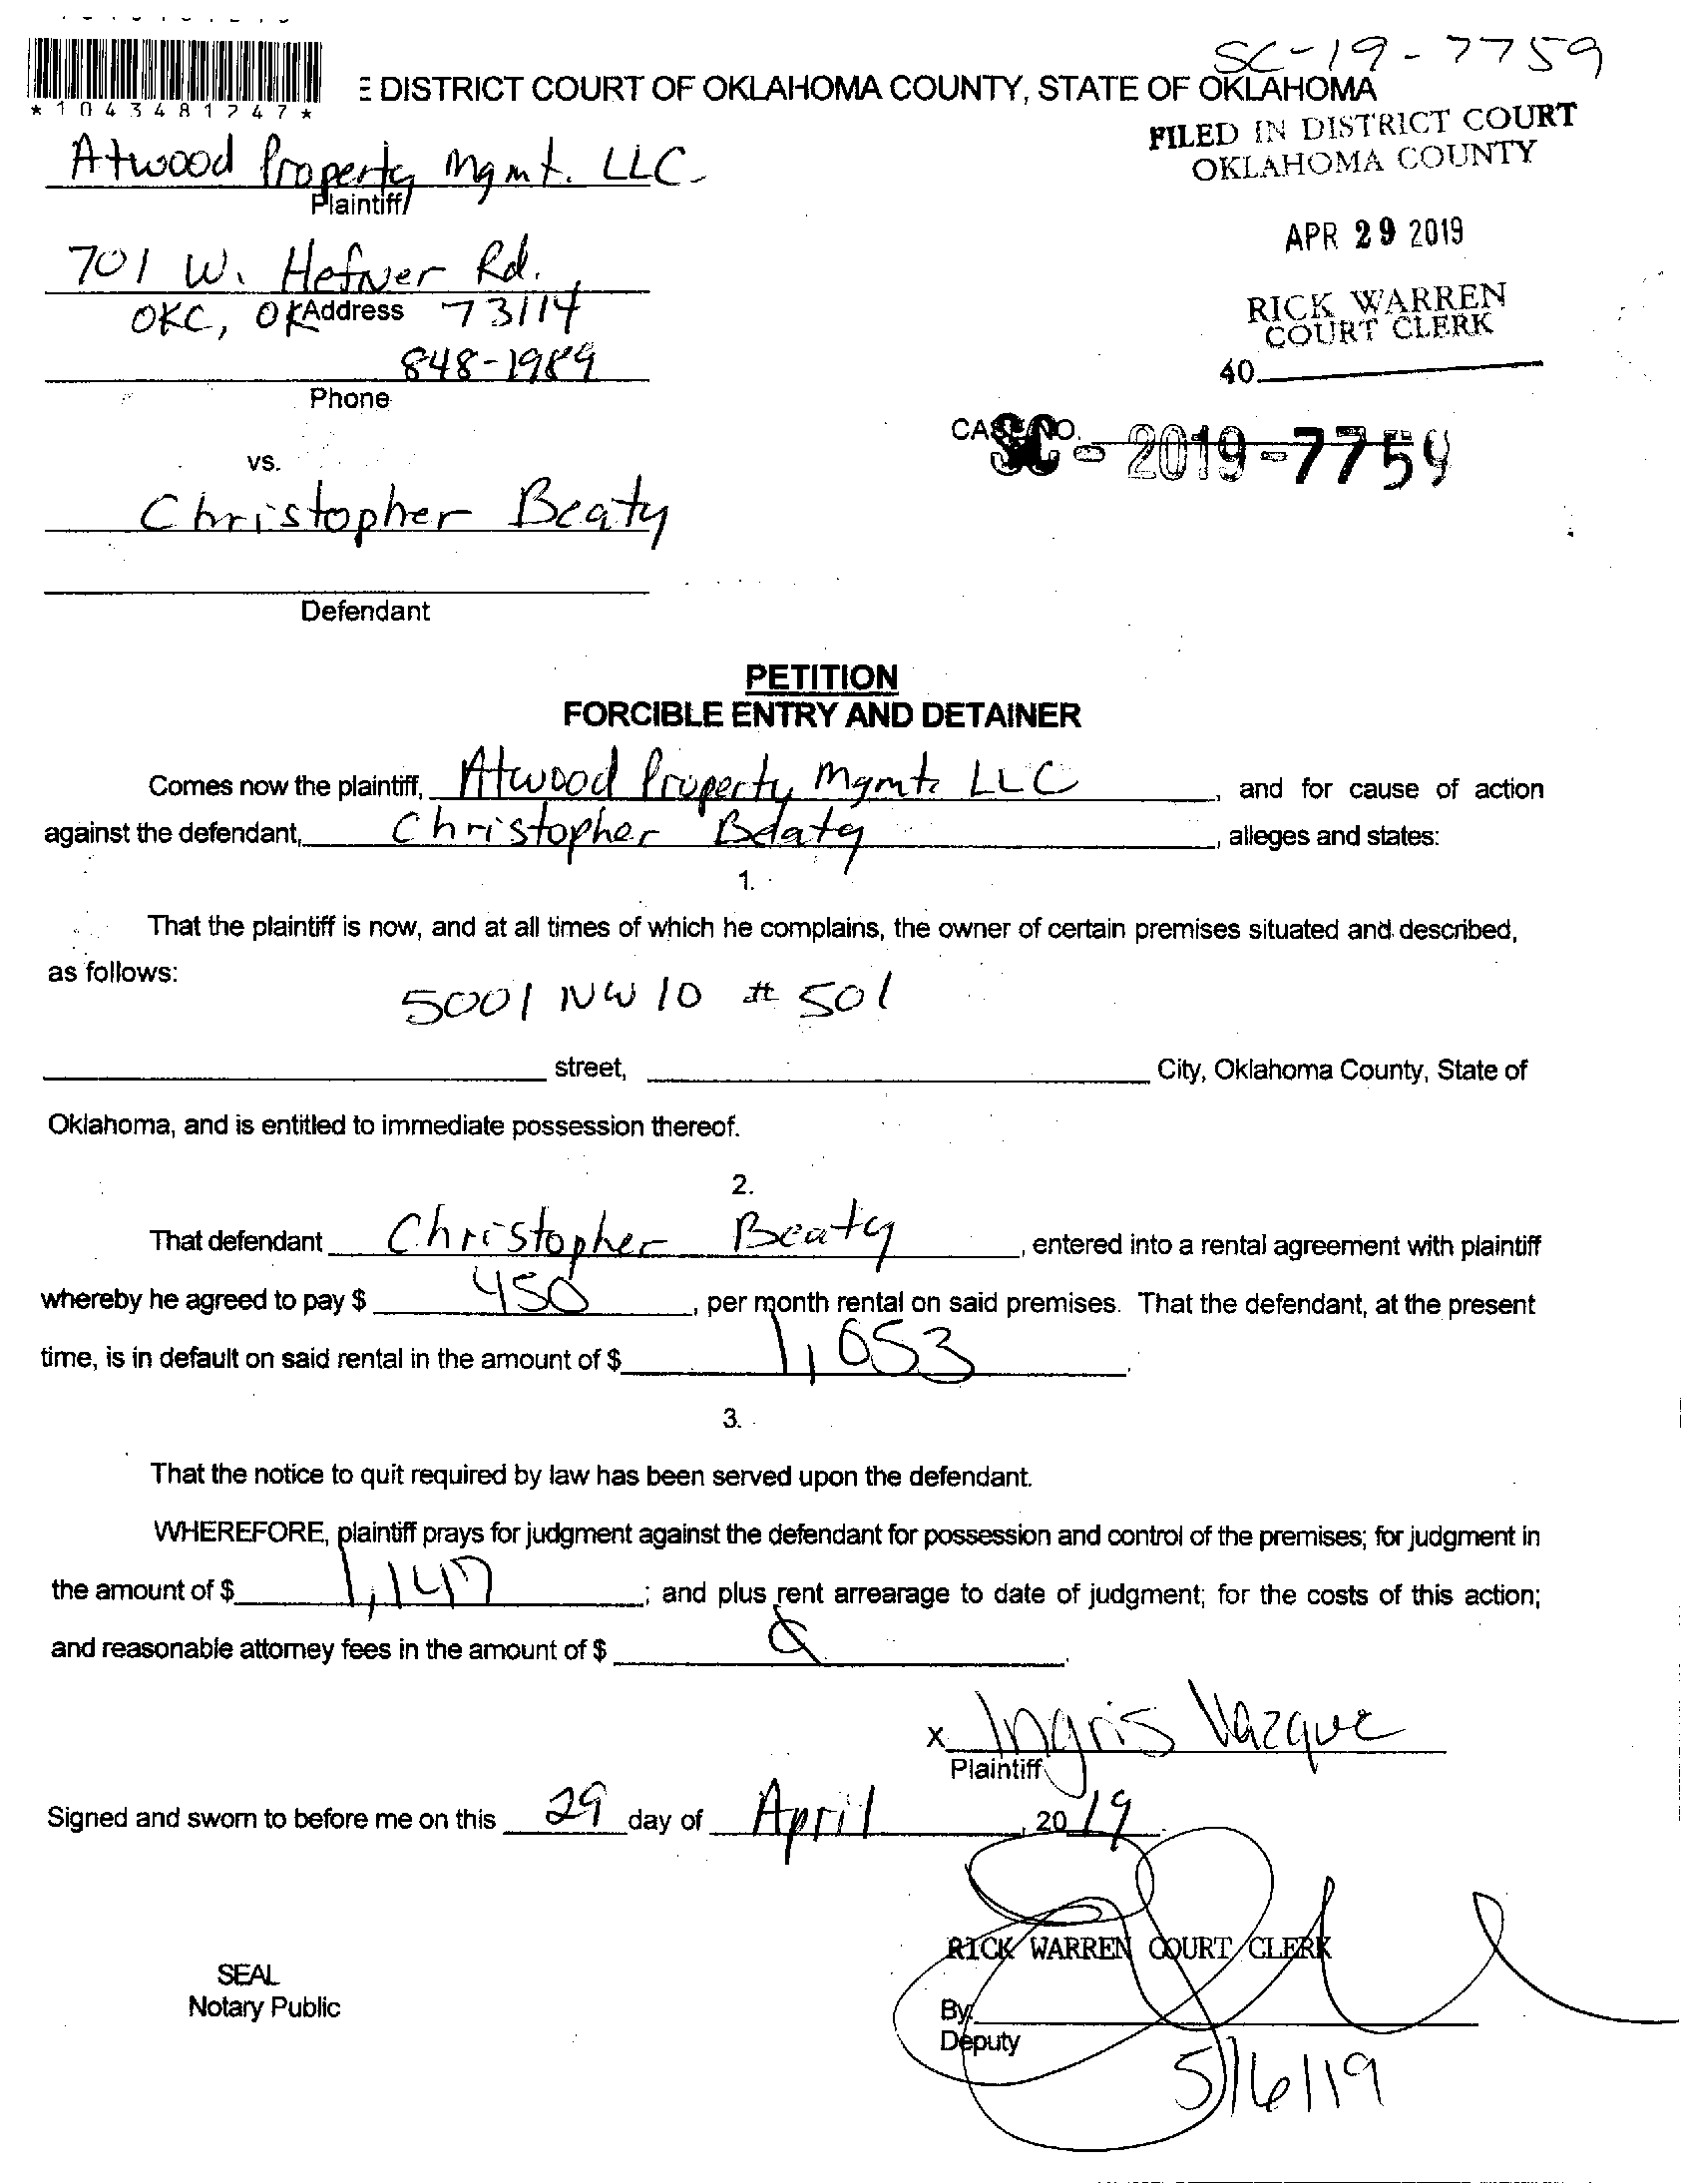 SC-19-7759
*1043481247*
E DISTRICT COURT OF OKLAHOMA COUNTY, STATE OF OKLAHOMA
FILED IN DISTRICT COURT
OKLAHOMA COUNTY
Atwood Property Mgmt. LLC
Plaintiff
APR 29 2019
701 W. Hefner Rd.
Address
OKC, OK 73114
RICK WARREN
COURT CLERK
848-1989
Phone
40
CASE NO. SC-2019-7759
vs.
Christopher Beaty
Defendant
PETITION
FORCIBLE ENTRY AND DETAINER
Comes now the plaintiff, Atwood Property Mgmt. LLC, and for cause of action
against the defendant, Christopher Beaty, alleges and states:
1.
That the plaintiff is now, and at all times of which he complains, the owner of certain premises situated and described,
as follows:
5001 NW 10 # 501
street, City, Oklahoma County, State of
Oklahoma, and is entitled to immediate possession thereof.
2.
That defendant Christopher Beaty, entered into a rental agreement with plaintiff
whereby he agreed to pay $ 450, per month rental on said premises. That the defendant, at the present
time, is in default on said rental in the amount of $ 1,053.
3.
That the notice to quit required by law has been served upon the defendant.
WHEREFORE, plaintiff prays for judgment against the defendant for possession and control of the premises; for judgment in
the amount of $ 1,147; and plus rent arrearage to date of judgment; for the costs of this action;
and reasonable attorney fees in the amount of $
x Ingris Vazque
Plaintiff
Signed and sworn to before me on this 29 day of April, 2019
RICK WARREN COURT CLERK
SEAL
Notary Public
By
Deputy
5/16/19